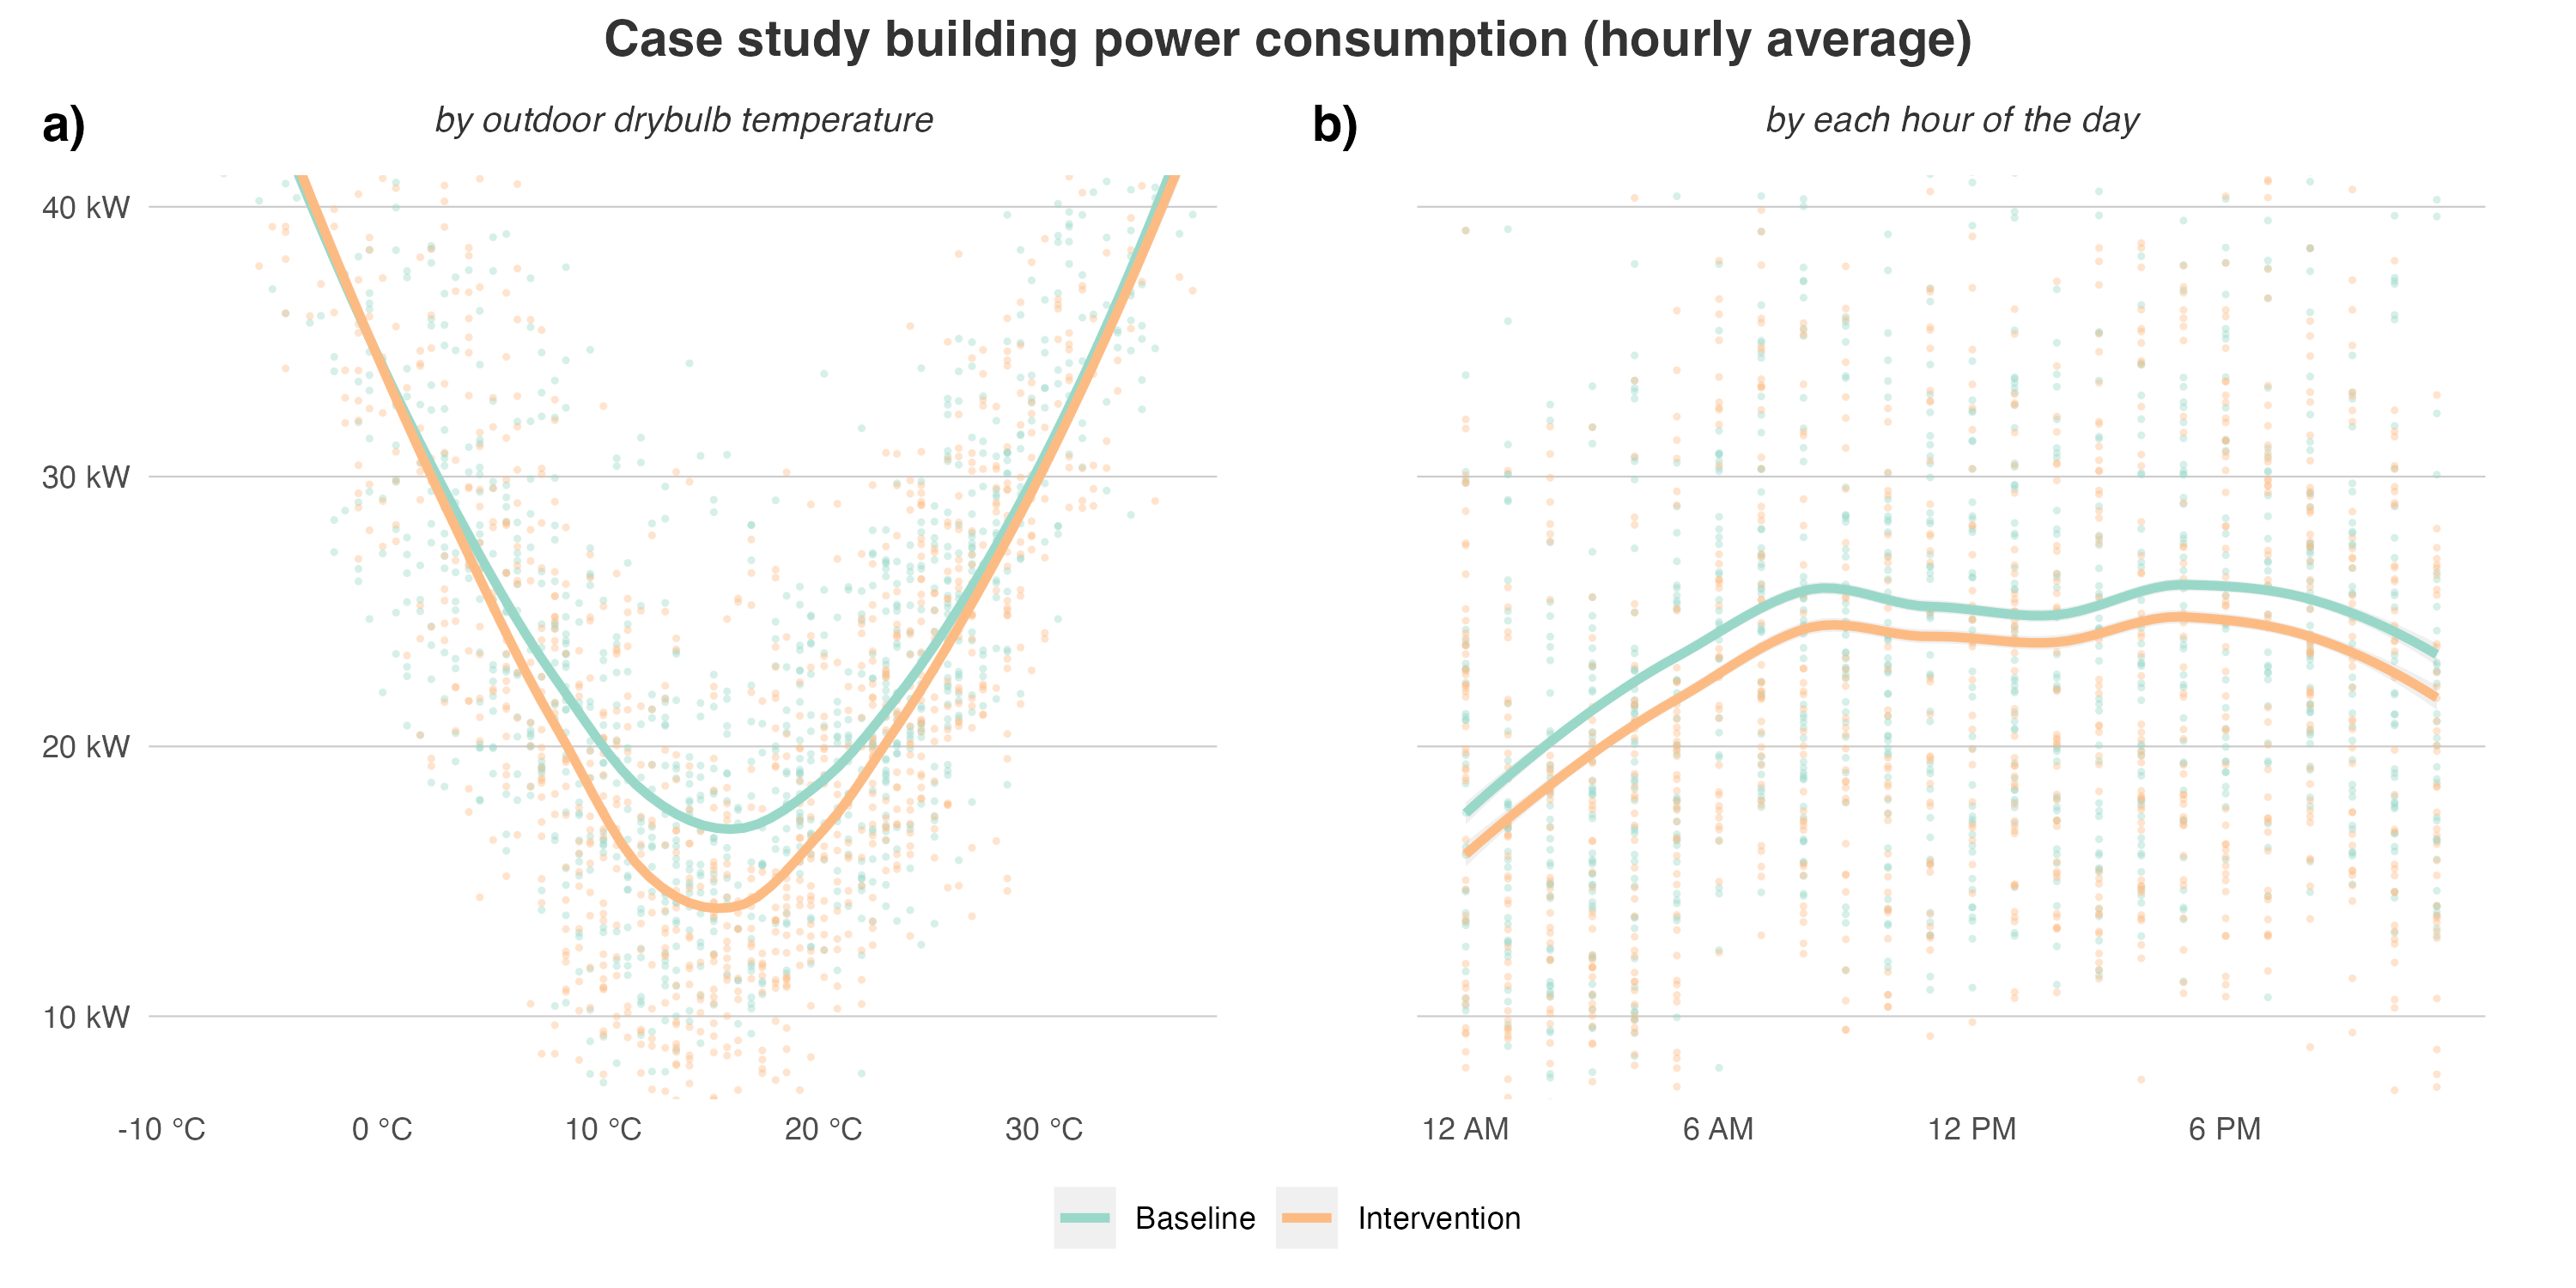 Case study building power consumption (hourly average)
a)
by outdoor drybulb temperature
40 kW
30 kW
20 kW
10 kW
-10 °C
0 °C
10 °C
20 °C
30 °C
b)
by each hour of the day
12 AM
6 AM
12 PM
6 PM
Baseline
Intervention